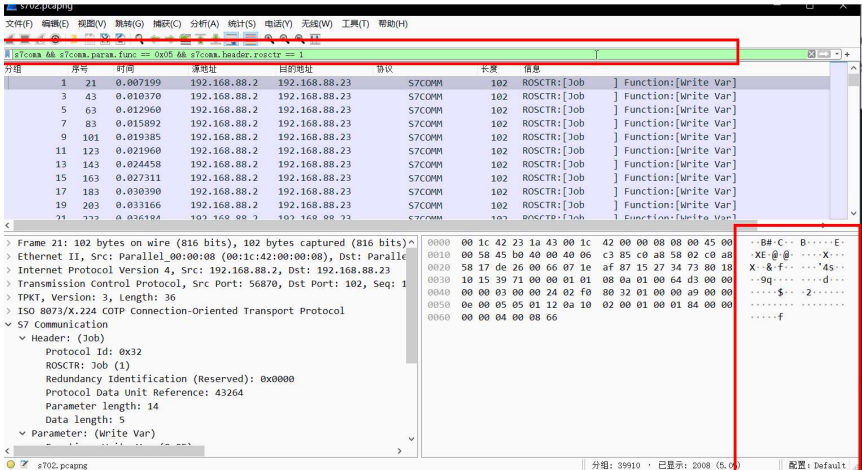 s702.pcapng
文件(F) 编辑(E) 视图(V) 跳转(G) 捕获(C) 分析(A) 统计(S) 电话(Y) 无线(W) 工具(T) 帮助(H)
s7comm && s7comm.param.func == 0x05 && s7comm.header.rosctr == 1
分组 序号 时间 源地址 目的地址 协议 长度 信息
1 21 0.007199 192.168.88.2 192.168.88.23 S7COMM 102 ROSCTR:[Job ] Function:[Write Var]
3 43 0.010370 192.168.88.2 192.168.88.23 S7COMM 102 ROSCTR:[Job ] Function:[Write Var]
5 63 0.012960 192.168.88.2 192.168.88.23 S7COMM 102 ROSCTR:[Job ] Function:[Write Var]
7 83 0.015892 192.168.88.2 192.168.88.23 S7COMM 102 ROSCTR:[Job ] Function:[Write Var]
9 101 0.019385 192.168.88.2 192.168.88.23 S7COMM 102 ROSCTR:[Job ] Function:[Write Var]
11 123 0.021960 192.168.88.2 192.168.88.23 S7COMM 102 ROSCTR:[Job ] Function:[Write Var]
13 143 0.024458 192.168.88.2 192.168.88.23 S7COMM 102 ROSCTR:[Job ] Function:[Write Var]
15 163 0.027311 192.168.88.2 192.168.88.23 S7COMM 102 ROSCTR:[Job ] Function:[Write Var]
17 183 0.030390 192.168.88.2 192.168.88.23 S7COMM 102 ROSCTR:[Job ] Function:[Write Var]
19 203 0.033166 192.168.88.2 192.168.88.23 S7COMM 102 ROSCTR:[Job ] Function:[Write Var]
21 223 0.036184 192.168.88.2 192.168.88.23 S7COMM 102 ROSCTR:[Job ] Function:[Write Var]
Frame 21: 102 bytes on wire (816 bits), 102 bytes captured (816 bits)
Ethernet II, Src: Parallel_00:00:08 (00:1c:42:00:00:08), Dst: Paralle
Internet Protocol Version 4, Src: 192.168.88.2, Dst: 192.168.88.23
Transmission Control Protocol, Src Port: 56870, Dst Port: 102, Seq: 1
TPKT, Version: 3, Length: 36
ISO 8073/X.224 COTP Connection-Oriented Transport Protocol
S7 Communication
Header: (Job)
Protocol Id: 0x32
ROSCTR: Job (1)
Redundancy Identification (Reserved): 0x0000
Protocol Data Unit Reference: 43264
Parameter length: 14
Data length: 5
Parameter: (Write Var)
0000 00 1c 42 23 1a 43 00 1c 42 00 00 08 08 00 45 00 ··B#·C·· B·····E·
0010 00 58 45 b0 40 00 40 06 c3 85 c0 a8 58 02 c0 a8 ·XE·@·@· ····X···
0020 58 17 de 26 00 66 07 1e af 87 15 27 34 73 80 18 X··&·f·· ···'4s··
0030 10 15 39 71 00 00 01 01 08 0a 01 00 64 d3 00 00 ··9q···· ····d···
0040 00 00 03 00 00 24 02 f0 80 32 01 00 00 a9 00 00 ·····$·· ·2······
0050 0e 00 05 05 01 12 0a 10 02 00 01 00 01 84 00 00 ········ ········
0060 00 00 04 00 08 66 ·····f
s702.pcapng 分组: 39910 · 已显示: 2008 (5.0%) 配置: Default